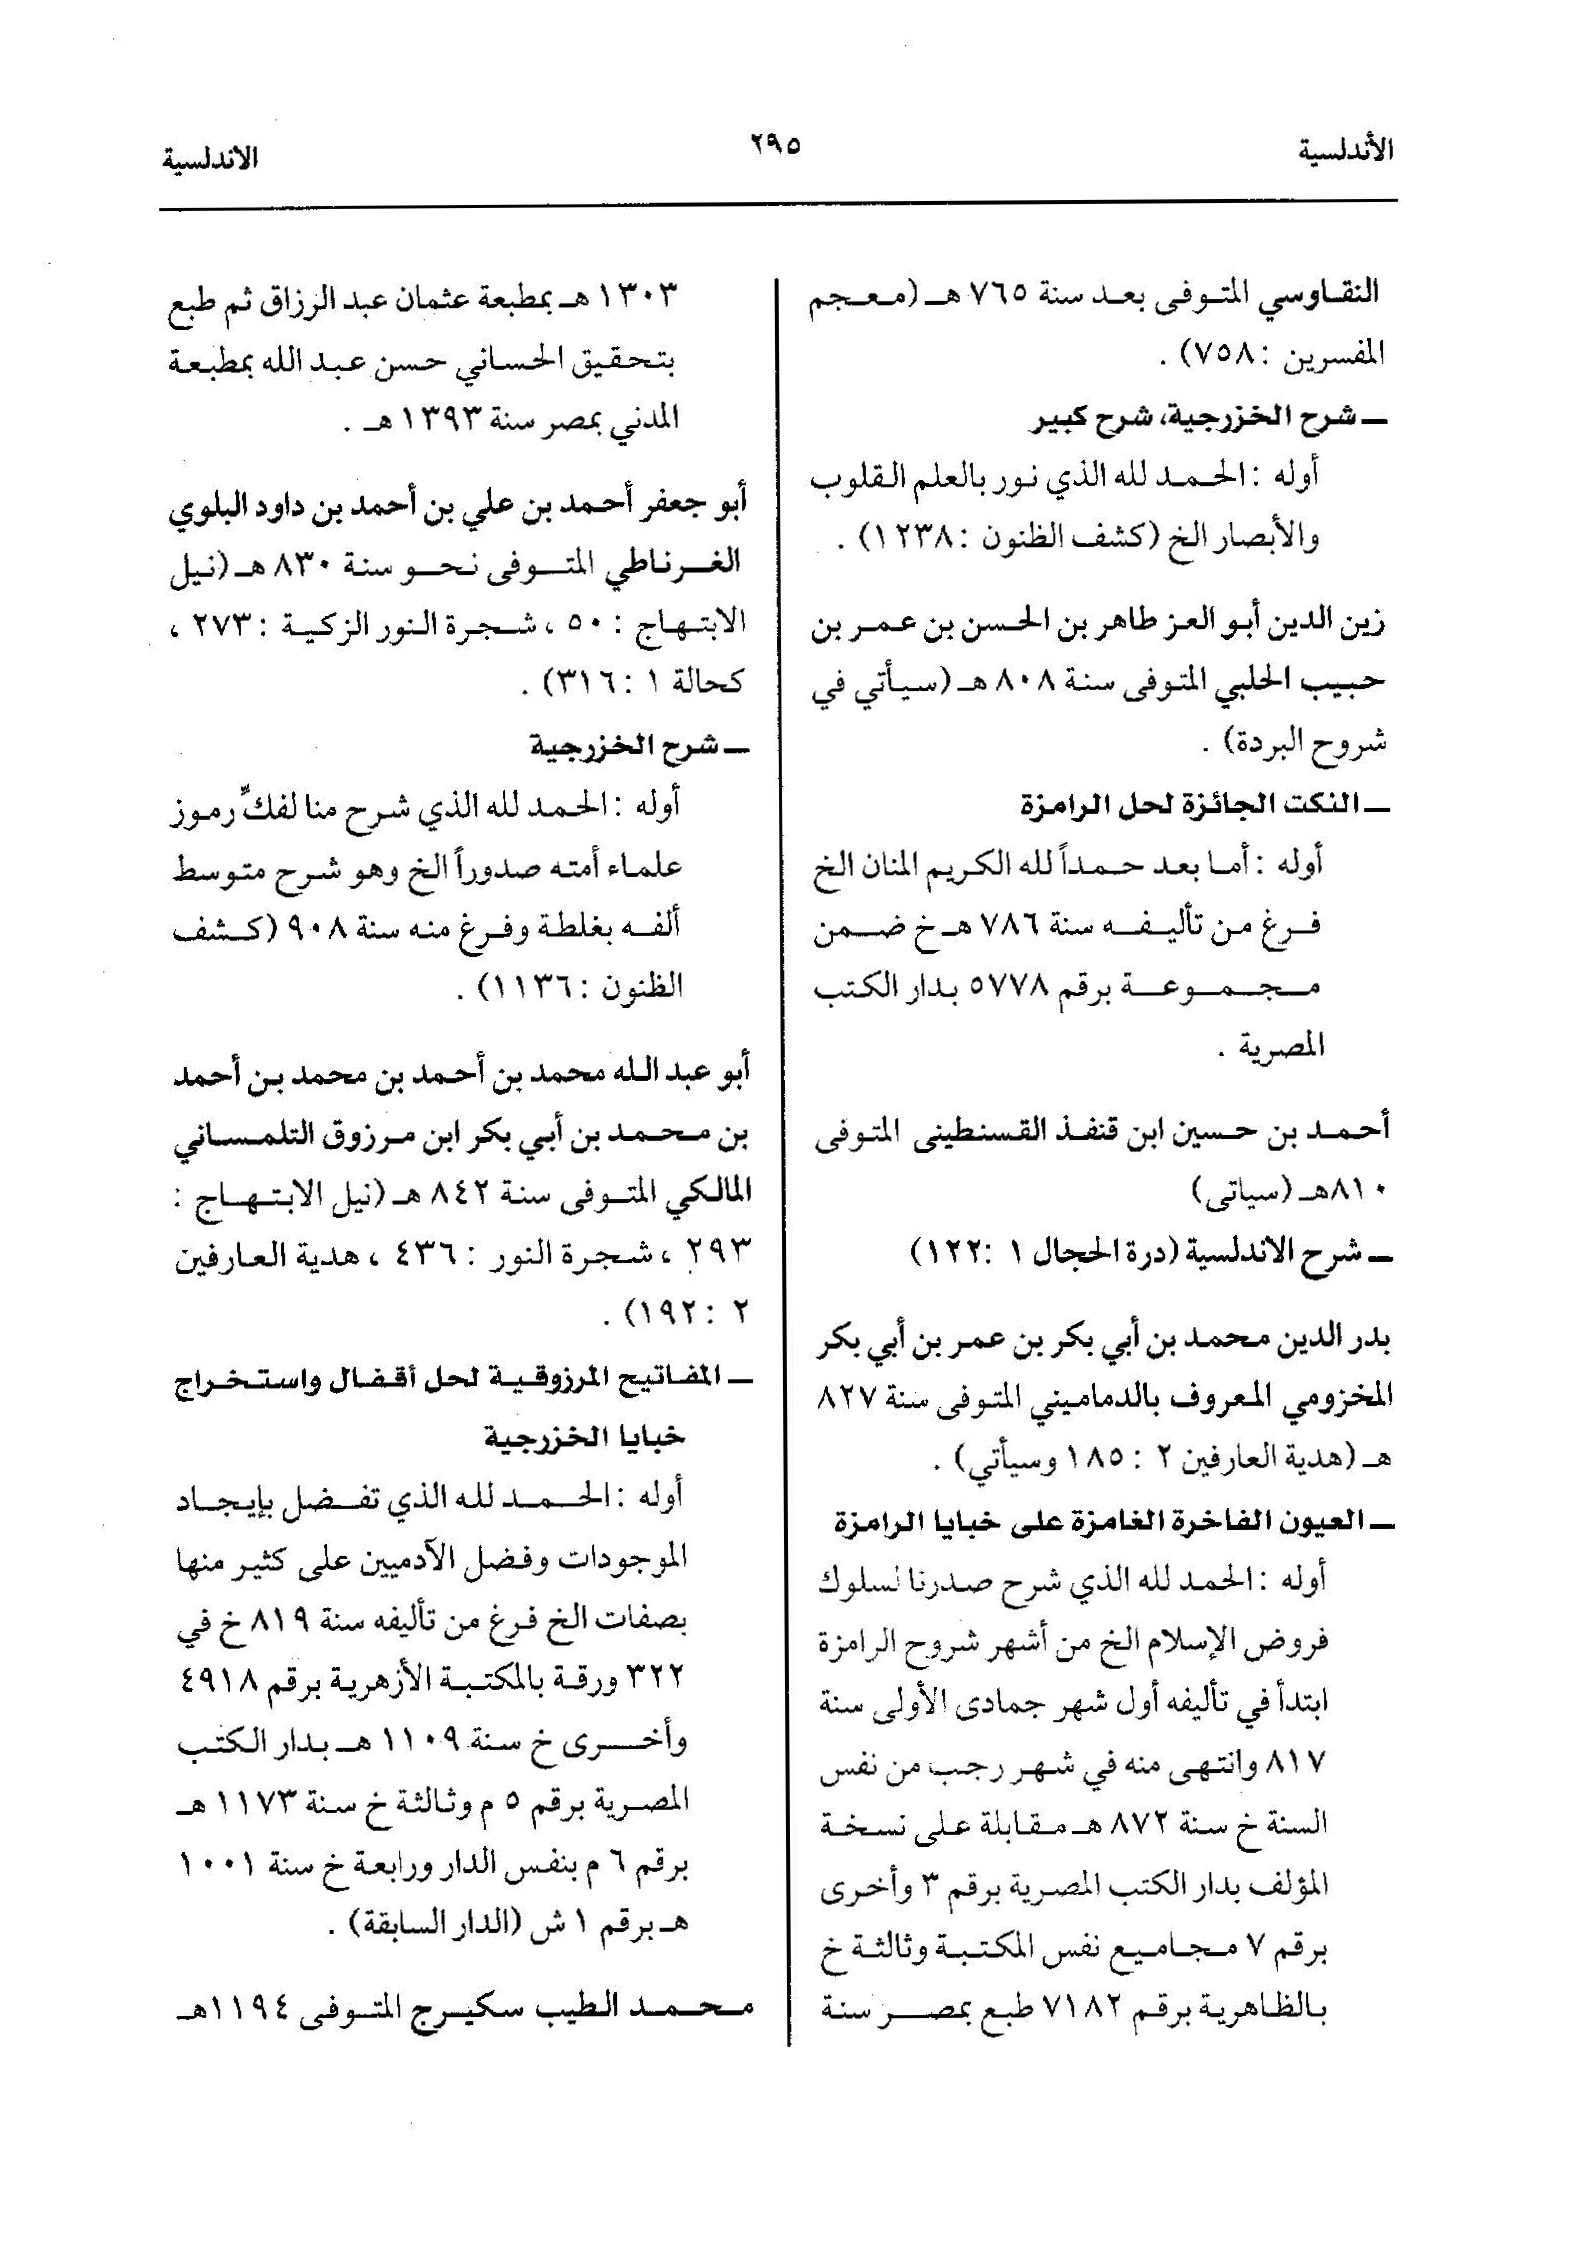 الأندلسية
٢٩٥
الاندلسية
النقاوسي المتوفى بعد سنة ٧٦٥ هـ (معجم
المفسرين : ٧٥٨) .
ـ شرح الخزرجية، شرح كبير
أوله : الحمد لله الذي نور بالعلم القلوب
والأبصار الخ (كشف الظنون : ١٢٣٨) .
زين الدين أبو العز طاهر بن الحسن بن عمر بن
حبيب الحلبي المتوفى سنة ٨٠٨ هـ (سيأتي في
شروح البردة) .
ـ النكت الجائزة لحل الرامزة
أوله : أما بعد حمداً لله الكريم المنان الخ
فرغ من تأليفه سنة ٧٨٦ هـ خ ضمن
مجموعة برقم ٥٧٧٨ بدار الكتب
المصرية .
أحمد بن حسين ابن قنفذ القسنطينى المتوفى
٨١٠هـ (سياتى)
ـ شرح الاندلسية (درة الحجال ١ : ١٢٢)
بدر الدين محمد بن أبي بكر بن عمر بن أبي بكر
المخزومي المعروف بالدماميني المتوفى سنة ٨٢٧
هـ (هدية العارفين ٢ : ١٨٥ وسيأتي) .
ـ العيون الفاخرة الغامزة على خبايا الرامزة
أوله : الحمد لله الذي شرح صدرنا لسلوك
فروض الإسلام الخ من أشهر شروح الرامزة
ابتدأ في تأليفه أول شهر جمادى الأولى سنة
٨١٧ وانتهى منه في شهر رجب من نفس
السنة خ سنة ٨٧٢ هـ مقابلة على نسخة
المؤلف بدار الكتب المصرية برقم ٣ وأخرى
برقم ٧ مجاميع نفس المكتبة وثالثة خ
بالظاهرية برقم ٧١٨٢ طبع بمصر سنة
١٣٠٣ هـ بمطبعة عثمان عبد الرزاق ثم طبع
بتحقيق الحساني حسن عبد الله بمطبعة
المدني بمصر سنة ١٣٩٣ هـ .
أبو جعفر أحمد بن علي بن أحمد بن داود البلوي
الغرناطي المتوفى نحو سنة ٨٣٠ هـ (نيل
الابتهاج : ٥٠ ، شجرة النور الزكية : ٢٧٣ ،
كحالة ١ : ٣١٦) .
ـ شرح الخزرجية
أوله : الحمد لله الذي شرح منا لفكّ رموز
علماء أمته صدوراً الخ وهو شرح متوسط
ألفه بغلطة وفرغ منه سنة ٩٠٨ (كشف
الظنون : ١١٣٦) .
أبو عبد الله محمد بن أحمد بن محمد بن أحمد
بن محمد بن أبي بكر ابن مرزوق التلمساني
المالكي المتوفى سنة ٨٤٢ هـ (نيل الابتهاج :
٢٩٣ ، شجرة النور : ٤٣٦ ، هدية العارفين
٢ : ١٩٢) .
ـ المفاتيح المرزوقية لحل أقفال واستخراج
خبايا الخزرجية
أوله : الحمد لله الذي تفضل بإيجاد
الموجودات وفضل الآدميين على كثير منها
بصفات الخ فرغ من تأليفه سنة ٨١٩ خ في
٣٢٢ ورقة بالمكتبة الأزهرية برقم ٤٩١٨
وأخرى خ سنة ١١٠٩ هـ بدار الكتب
المصرية برقم ٥ م وثالثة خ سنة ١١٧٣ هـ
برقم ٦ م بنفس الدار ورابعة خ سنة ١٠٠١
هـ برقم ١ ش (الدار السابقة) .
محمد الطيب سكيرج المتوفى ١١٩٤هـ